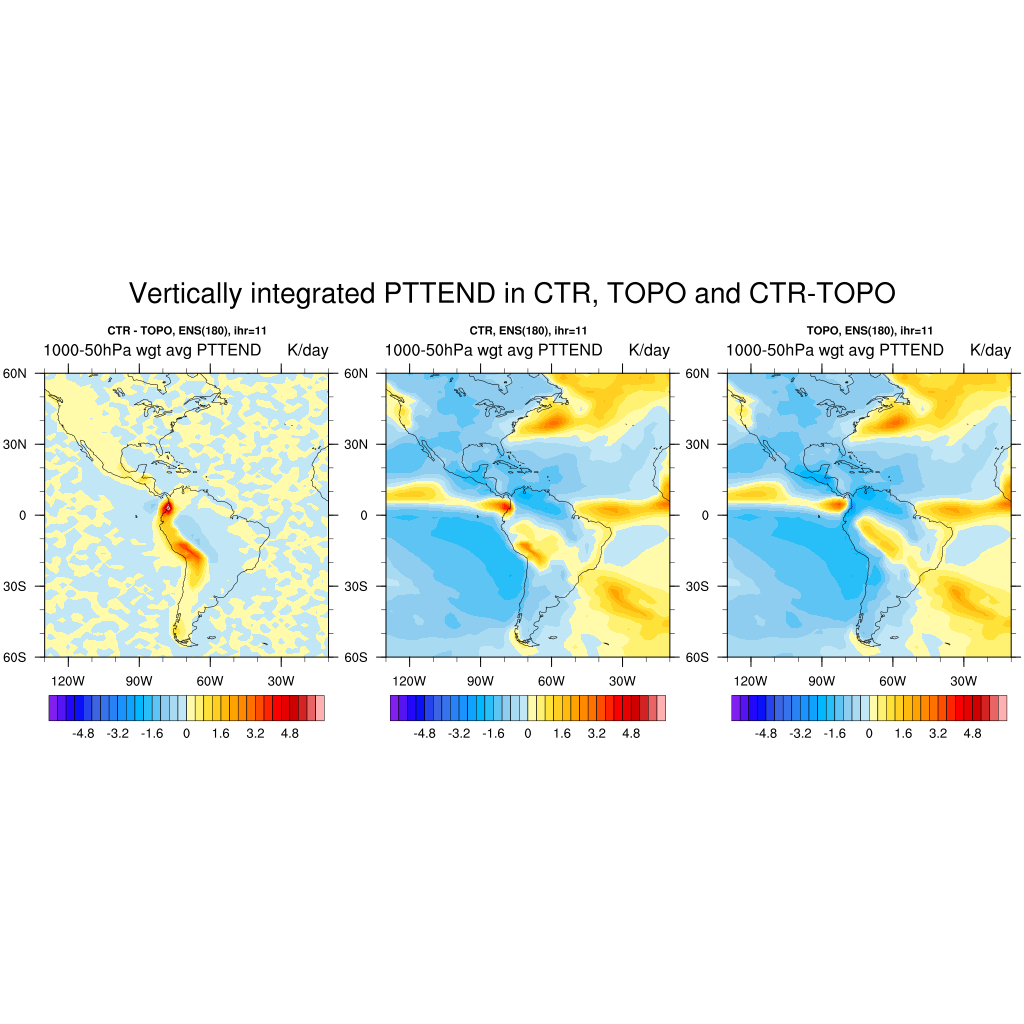 Vertically integrated PTTEND in CTR, TOPO and CTR-TOPO
CTR - TOPO, ENS(180), ihr=11
1000-50hPa wgt avg PTTEND K/day
60N
30N
0
30S
60S
120W 90W 60W 30W
-4.8 -3.2 -1.6 0 1.6 3.2 4.8
CTR, ENS(180), ihr=11
1000-50hPa wgt avg PTTEND K/day
60N
30N
0
30S
60S
120W 90W 60W 30W
-4.8 -3.2 -1.6 0 1.6 3.2 4.8
TOPO, ENS(180), ihr=11
1000-50hPa wgt avg PTTEND K/day
60N
30N
0
30S
60S
120W 90W 60W 30W
-4.8 -3.2 -1.6 0 1.6 3.2 4.8